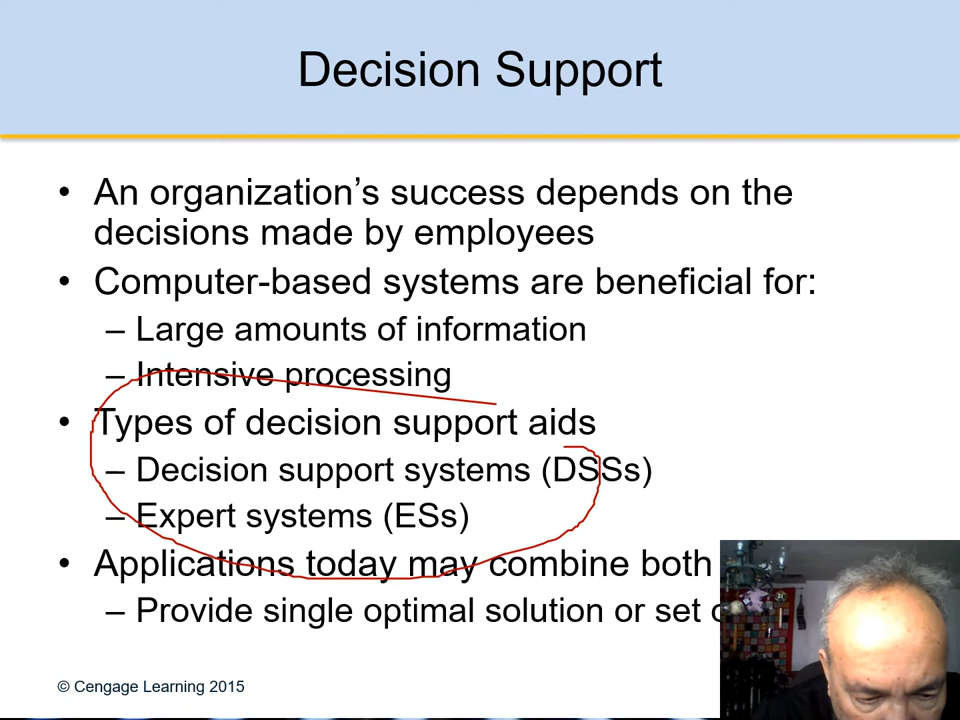 Decision Support
• An organization’s success depends on the
decisions made by employees
• Computer-based systems are beneficial for:
– Large amounts of information
– Intensive processing
• Types of decision support aids
– Decision support systems (DSSs)
– Expert systems (ESs)
• Applications today may combine both
– Provide single optimal solution or set
© Cengage Learning 2015